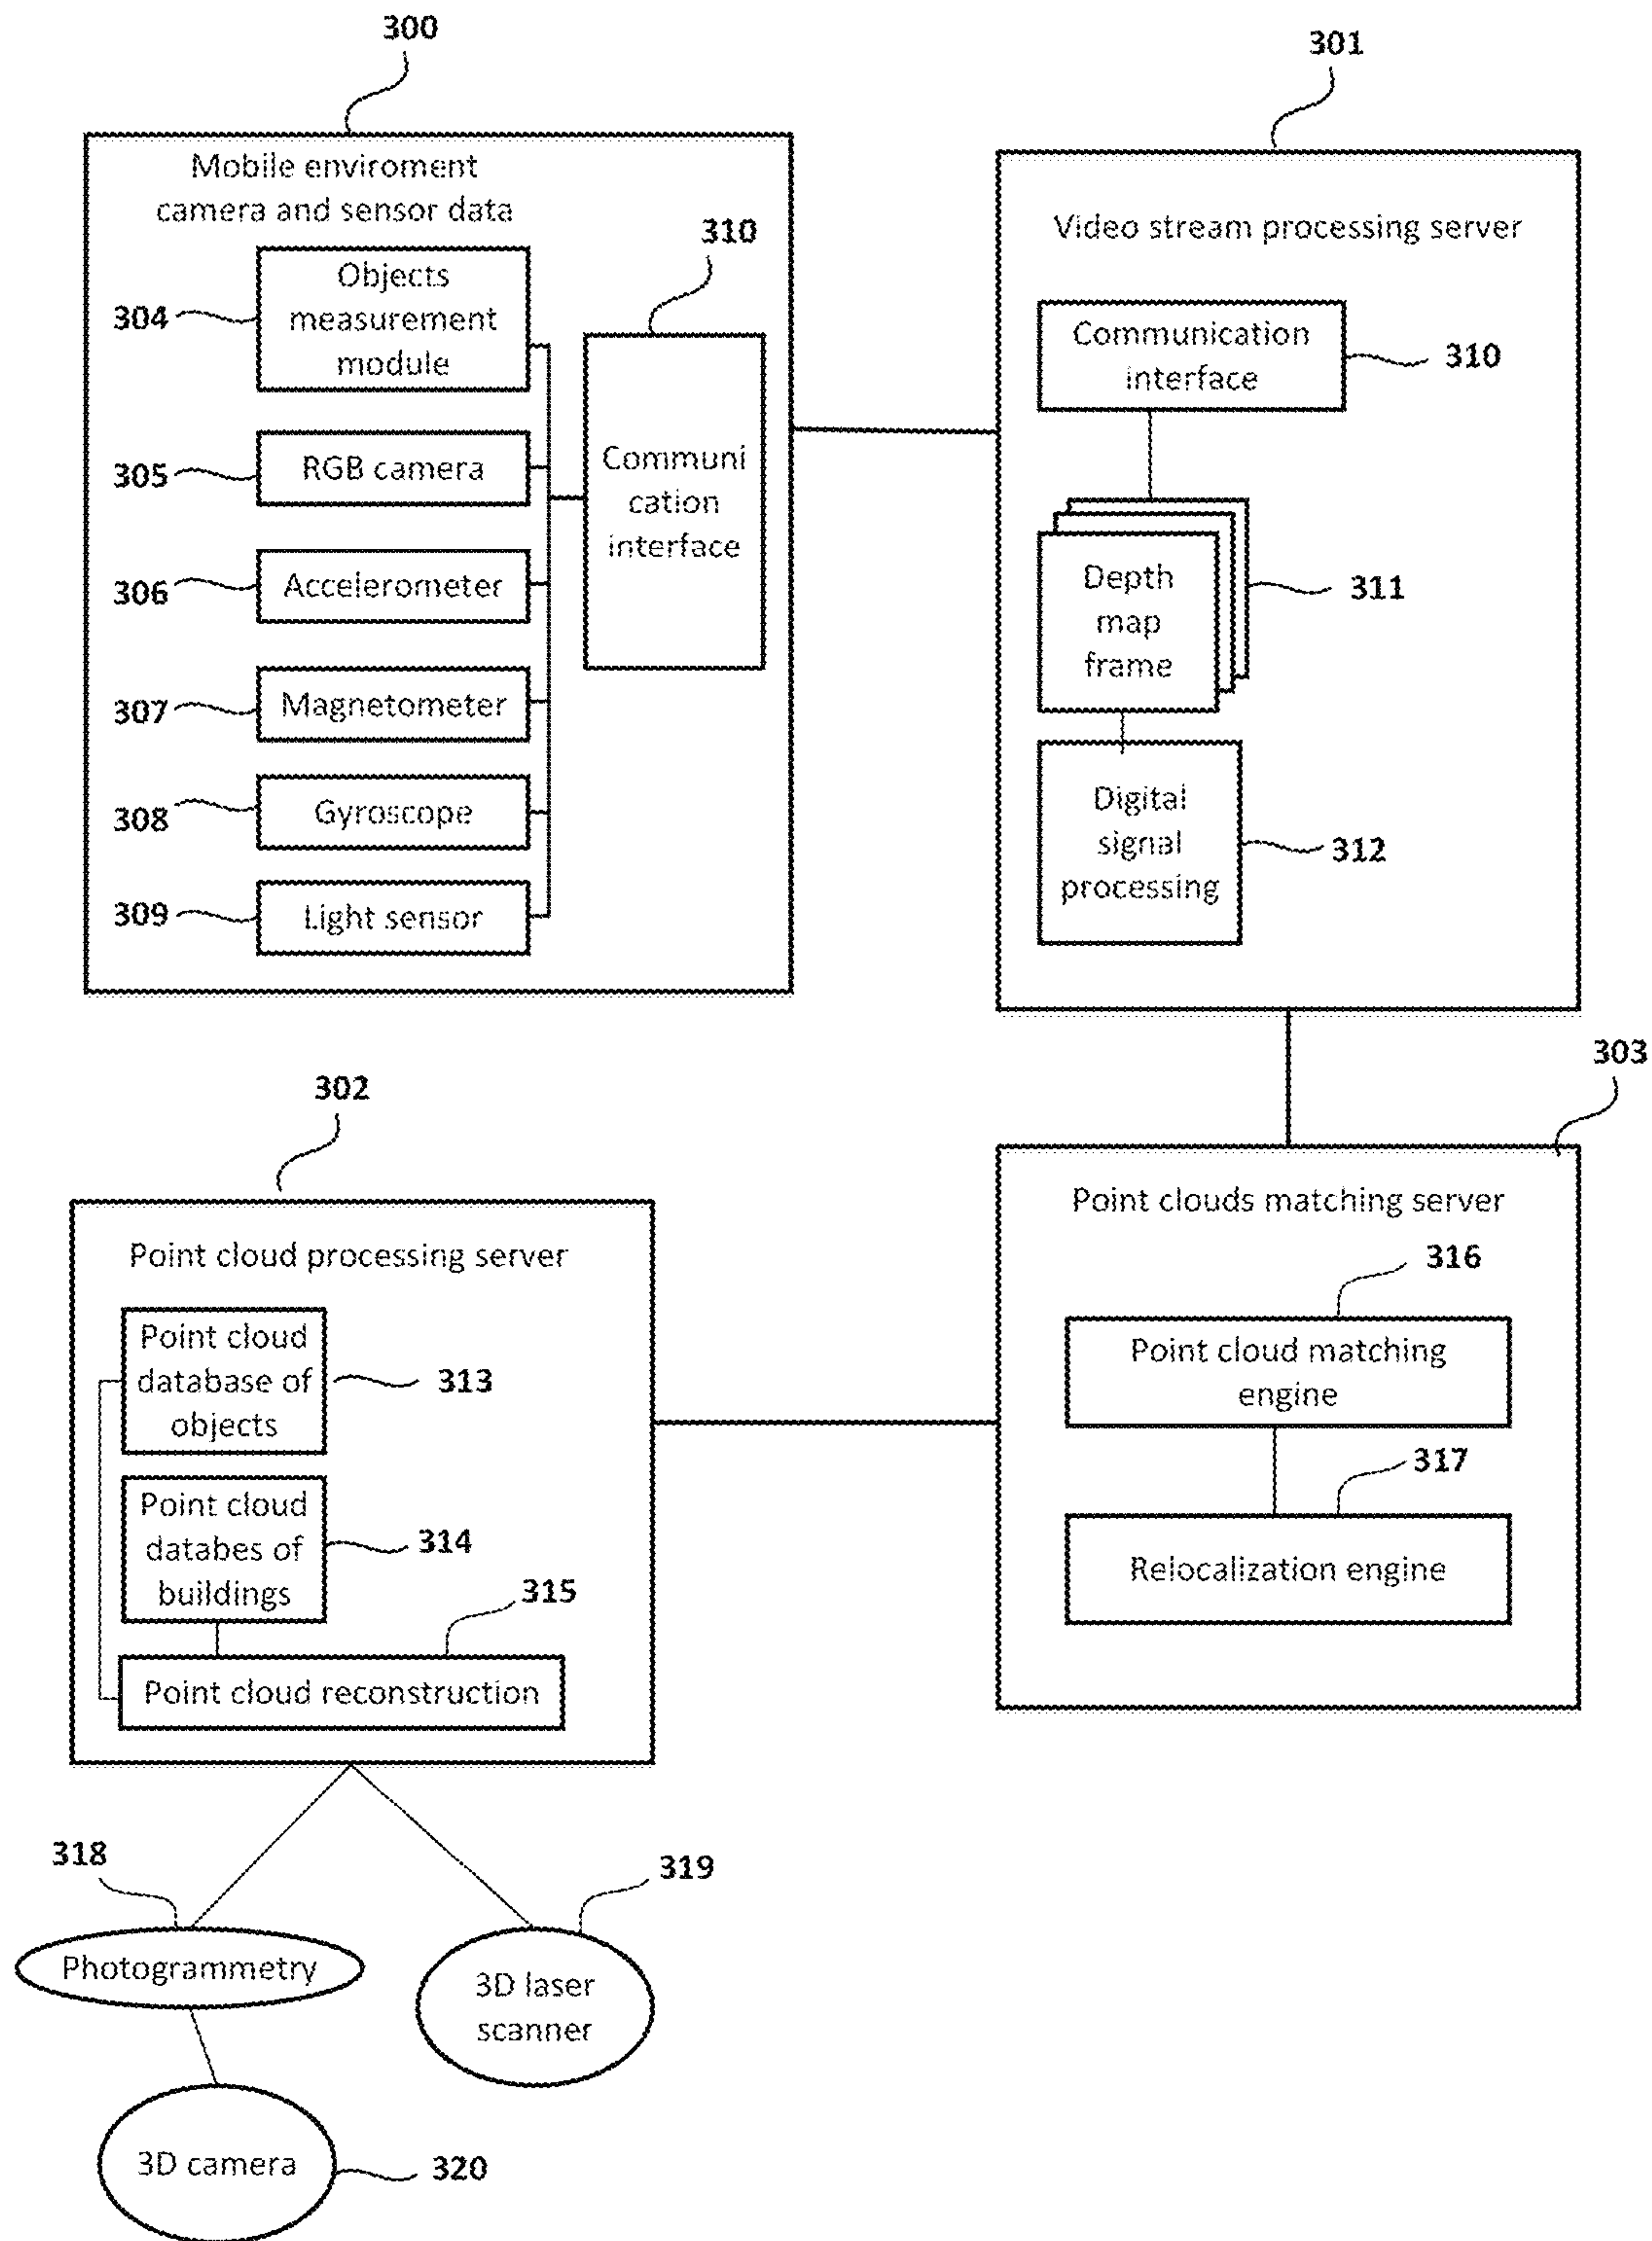 300
301
Mobile enviroment
camera and sensor data
310
Objects
measurement
module
304
Communi
cation
interface
RGB camera
305
Accelerometer
306
Magnetometer
307
Gyroscope
308
Light sensor
309
Video stream processing server
Communication
interface
310
Depth
map
frame
311
Digital
signal
processing
312
302
303
Point cloud processing server
Point cloud
database of
objects
313
Point cloud
databes of
buildings
314
315
Point cloud reconstruction
Point clouds matching server
316
Point cloud matching
engine
317
Relocalization engine
318
319
Photogrammetry
3D laser
scanner
3D camera
320